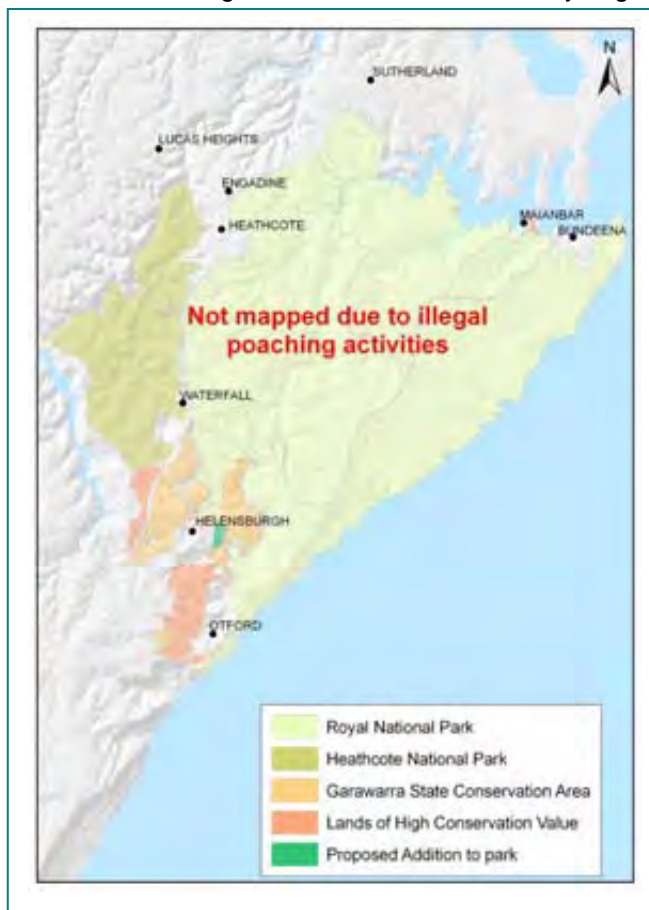 N
SUTHERLAND
LUCAS HEIGHTS
ENGADINE
MAIANBAR
HEATHCOTE
BUNDEENA
Not mapped due to illegal
poaching activities
WATERFALL
HELENSBURGH
OTFORD
Royal National Park
Heathcote National Park
Garawarra State Conservation Area
Lands of High Conservation Value
Proposed Addition to park